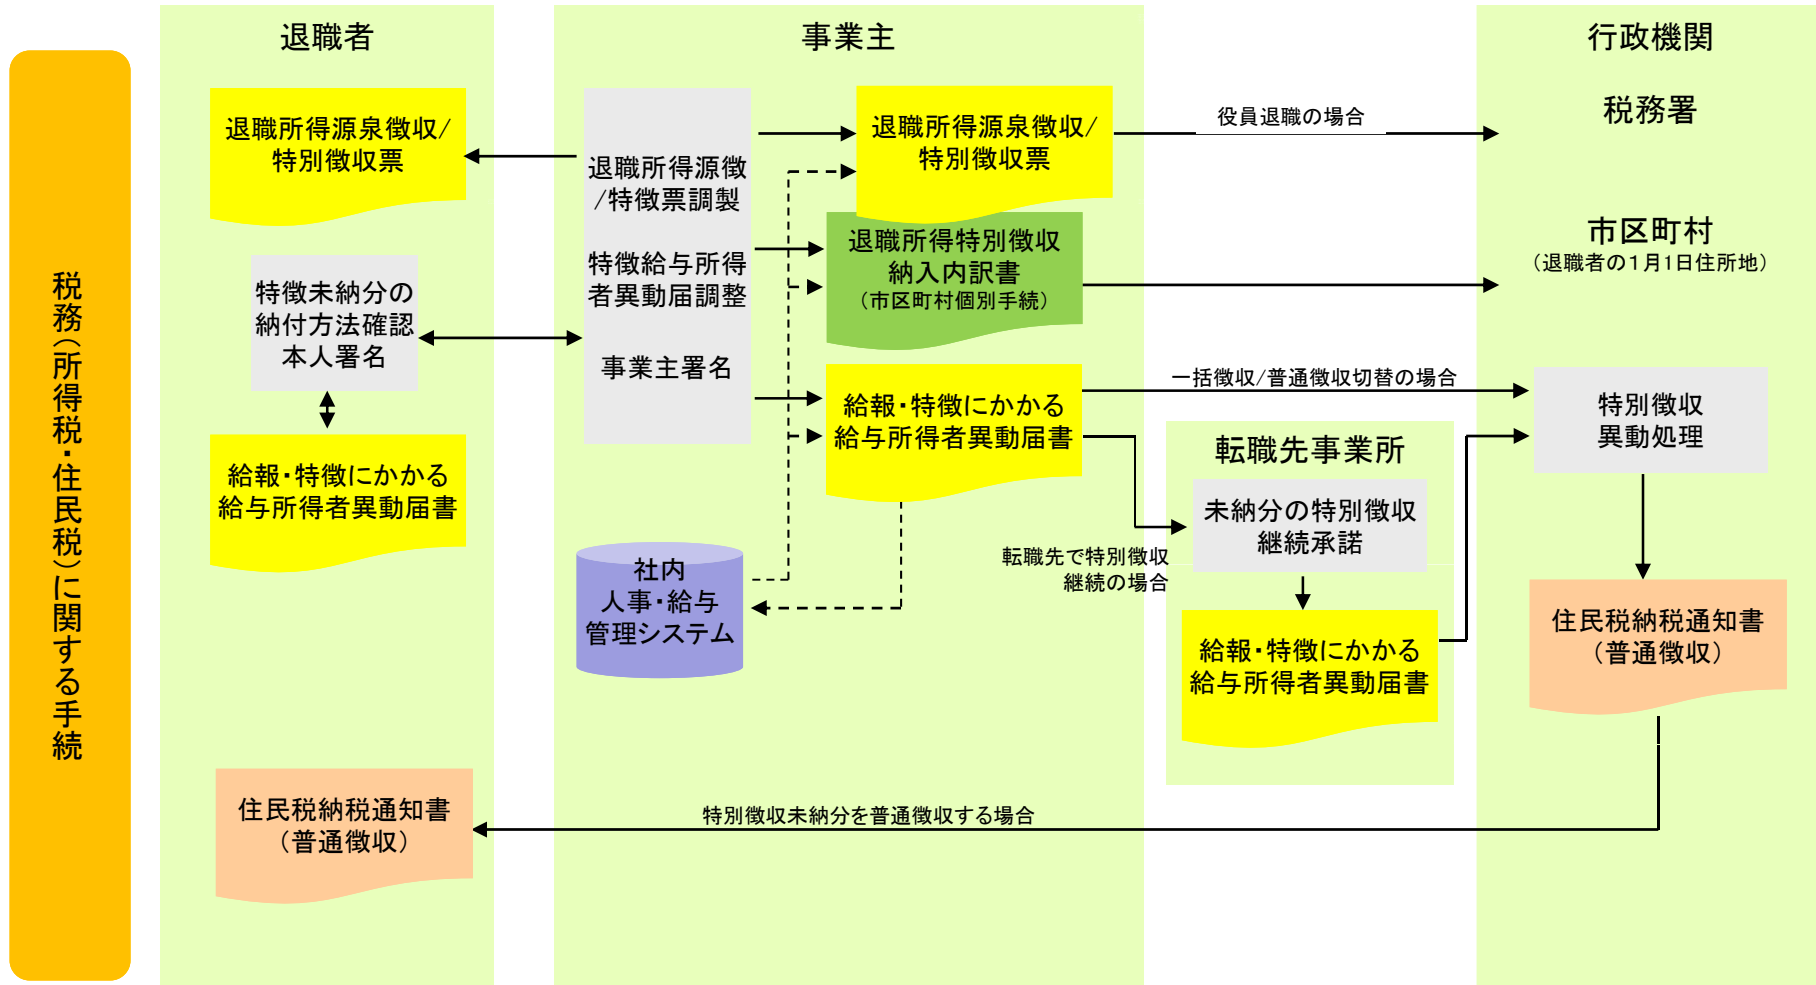 税務（所得税・住民税）に関する手続
退職者
退職所得源泉徴収/
特別徴収票
特徴未納分の
納付方法確認
本人署名
給報・特徴にかかる
給与所得者異動届書
住民税納税通知書
（普通徴収）
事業主
退職所得源徴
/特徴票調製
特徴給与所得
者異動届調整
事業主署名
退職所得源泉徴収/
特別徴収票
退職所得特別徴収
納入内訳書
（市区町村個別手続）
給報・特徴にかかる
給与所得者異動届書
社内
人事・給与
管理システム
役員退職の場合
一括徴収/普通徴収切替の場合
転職先で特別徴収
継続の場合
転職先事業所
未納分の特別徴収
継続承諾
給報・特徴にかかる
給与所得者異動届書
特別徴収未納分を普通徴収する場合
行政機関
税務署
市区町村
（退職者の1月1日住所地）
特別徴収
異動処理
住民税納税通知書
（普通徴収）